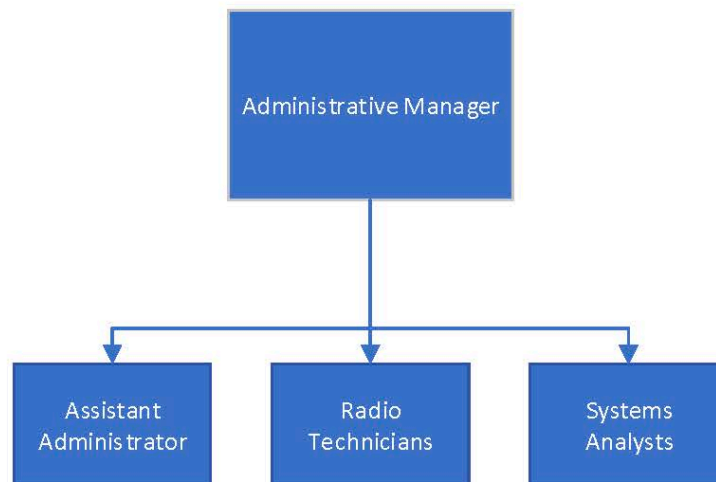 Administrative Manager
Assistant
Administrator
Radio
Technicians
Systems
Analysts